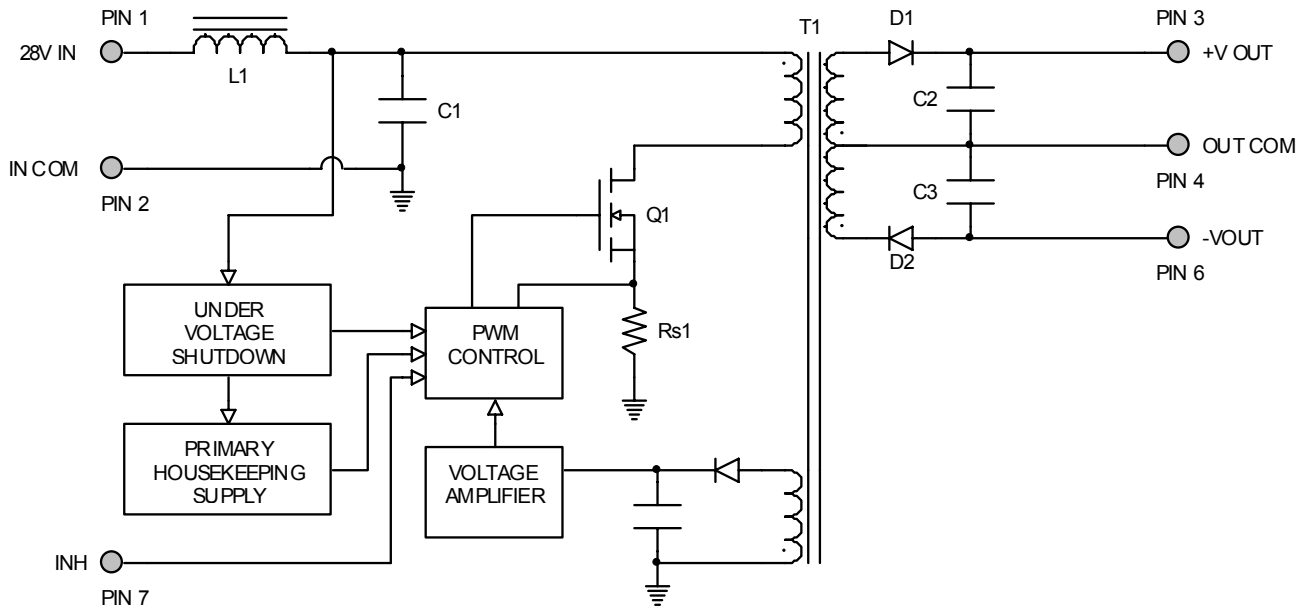 PIN 1
28V IN
L1
C1
IN COM
PIN 2
T1
D1
PIN 3
+V OUT
C2
OUT COM
PIN 4
C3
D2
-VOUT
PIN 6
Q1
Rs1
UNDER
VOLTAGE
SHUTDOWN
PWM
CONTROL
PRIMARY
HOUSEKEEPING
SUPPLY
VOLTAGE
AMPLIFIER
INH
PIN 7